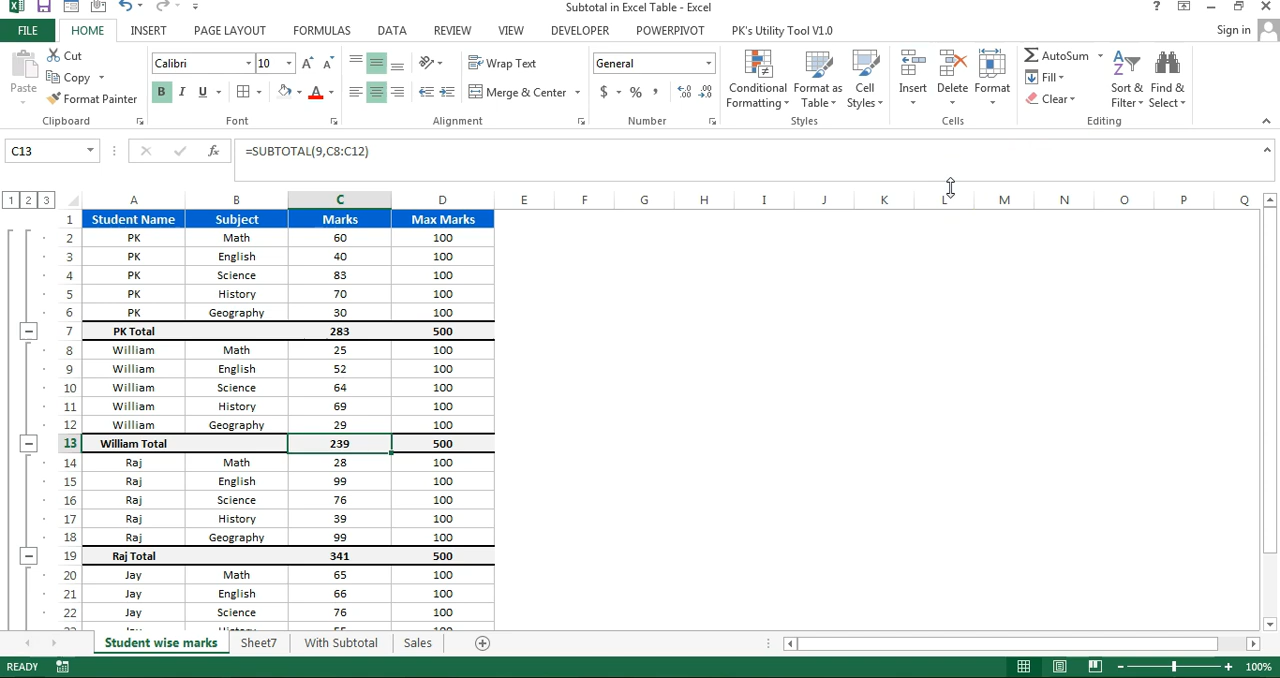 Subtotal in Excel Table - Excel
?
FILE HOME INSERT PAGE LAYOUT FORMULAS DATA REVIEW VIEW DEVELOPER POWERPIVOT PK's Utility Tool V1.0 Sign in
Paste
Cut
Copy
Format Painter
Clipboard
Calibri 10
B I U
Font
Wrap Text
Merge & Center
Alignment
General
$ % ,
Number
Conditional Formatting
Format as Table
Cell Styles
Styles
Insert Delete Format
Cells
AutoSum
Fill
Clear
Sort & Filter
Find & Select
Editing
C13 fx =SUBTOTAL(9,C8:C12)
1 2 3 A B C D E F G H I J K L M N O P Q
1 Student Name Subject Marks Max Marks
2 PK Math 60 100
3 PK English 40 100
4 PK Science 83 100
5 PK History 70 100
6 PK Geography 30 100
7 PK Total 283 500
8 William Math 25 100
9 William English 52 100
10 William Science 64 100
11 William History 69 100
12 William Geography 29 100
13 William Total 239 500
14 Raj Math 28 100
15 Raj English 99 100
16 Raj Science 76 100
17 Raj History 39 100
18 Raj Geography 99 100
19 Raj Total 341 500
20 Jay Math 65 100
21 Jay English 66 100
22 Jay Science 76 100
Student wise marks Sheet7 With Subtotal Sales
READY 100%